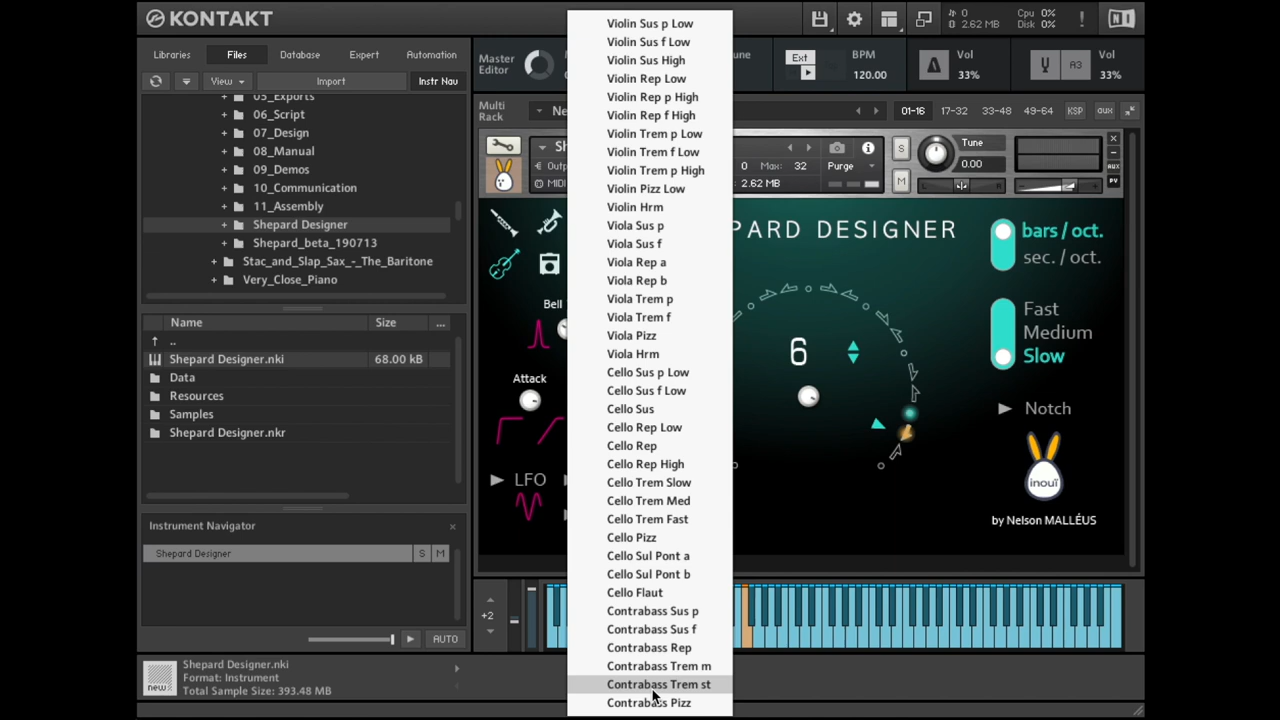 KONTAKT
0
2.62 MB
Cpu 0%
Disk 0%
!
Libraries
Files
Database
Expert
Automation
View
Import
Instr Nav
Master
Editor
Ext
BPM
120.00
Vol
33%
A3
Vol
33%
Multi
Rack
01-16
17-32
33-48
49-64
KSP
aux
05_Exports
06_Script
07_Design
08_Manual
09_Demos
10_Communication
11_Assembly
Shepard Designer
Shepard_beta_190713
Stac_and_Slap_Sax_-_The_Baritone
Very_Close_Piano
Name
Size
...
..
Shepard Designer.nki
68.00 kB
Data
Resources
Samples
Shepard Designer.nkr
Instrument Navigator
Shepard Designer
S
M
AUTO
new»
Shepard Designer.nki
Format: Instrument
Total Sample Size: 393.48 MB
Violin Sus p Low
Violin Sus f Low
Violin Sus High
Violin Rep Low
Violin Rep p High
Violin Rep f High
Violin Trem p Low
Violin Trem f Low
Violin Trem p High
Violin Pizz Low
Violin Hrm
Viola Sus p
Viola Sus f
Viola Rep a
Viola Rep b
Viola Trem p
Viola Trem f
Viola Pizz
Viola Hrm
Cello Sus p Low
Cello Sus f Low
Cello Sus
Cello Rep Low
Cello Rep
Cello Rep High
Cello Trem Slow
Cello Trem Med
Cello Trem Fast
Cello Pizz
Cello Sul Pont a
Cello Sul Pont b
Cello Flaut
Contrabass Sus p
Contrabass Sus f
Contrabass Rep
Contrabass Trem m
Contrabass Trem st
Contrabass Pizz
0
Max: 32
Purge
2.62 MB
S
M
Tune
0.00
L
R
AUX
PV
PARD DESIGNER
bars/oct.
sec. / oct.
Fast
Medium
Slow
Notch
inouï
by Nelson MALLÉUS
6
Bell
Attack
LFO
+2